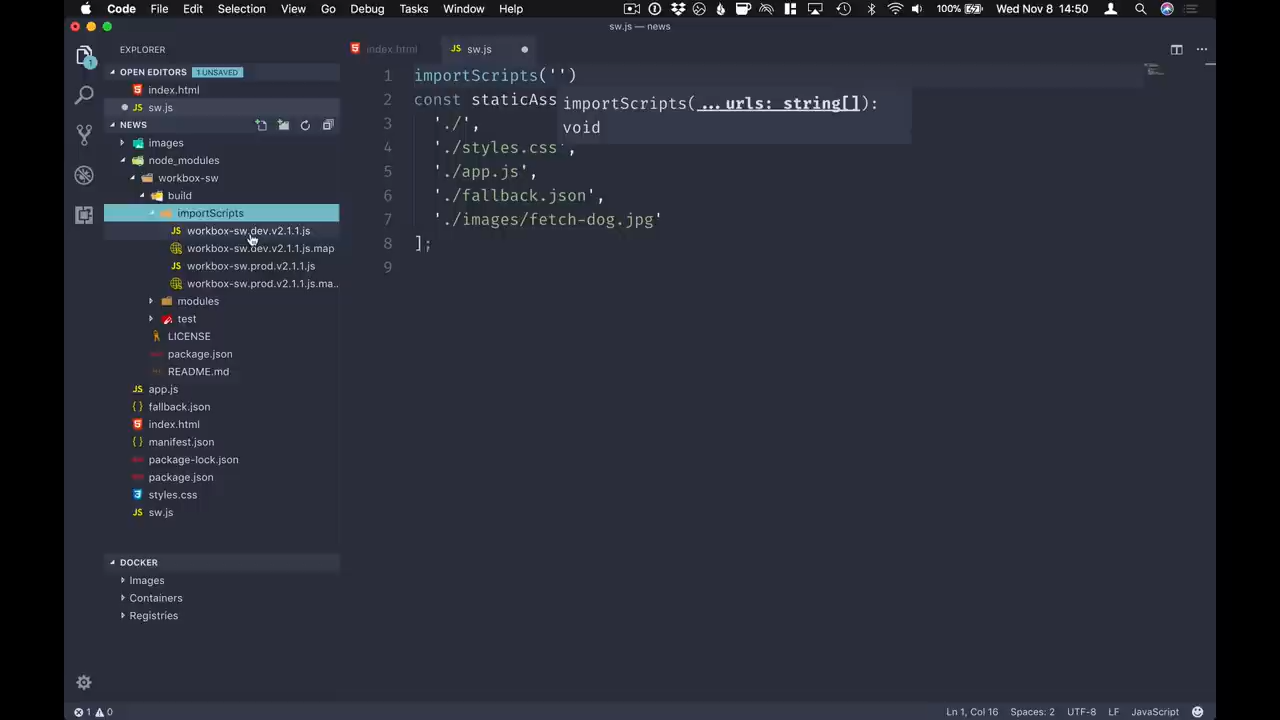 Code File Edit Selection View Go Debug Tasks Window Help 100% Wed Nov 8 14:50
sw.js — news
EXPLORER
index.html
JS sw.js
OPEN EDITORS 1 UNSAVED
index.html
sw.js
NEWS
images
node_modules
workbox-sw
build
importScripts
JS workbox-sw.dev.v2.1.1.js
workbox-sw.dev.v2.1.1.js.map
JS workbox-sw.prod.v2.1.1.js
workbox-sw.prod.v2.1.1.js.ma...
modules
test
LICENSE
package.json
README.md
JS app.js
{} fallback.json
index.html
{} manifest.json
package-lock.json
package.json
styles.css
JS sw.js
DOCKER
Images
Containers
Registries
1 importScripts('')
2 const staticAss
importScripts(...urls: string[]):
void
3 './',
4 './styles.css',
5 './app.js',
6 './fallback.json',
7 './images/fetch-dog.jpg'
8 ];
9
1 0
Ln 1, Col 16 Spaces: 2 UTF-8 LF JavaScript